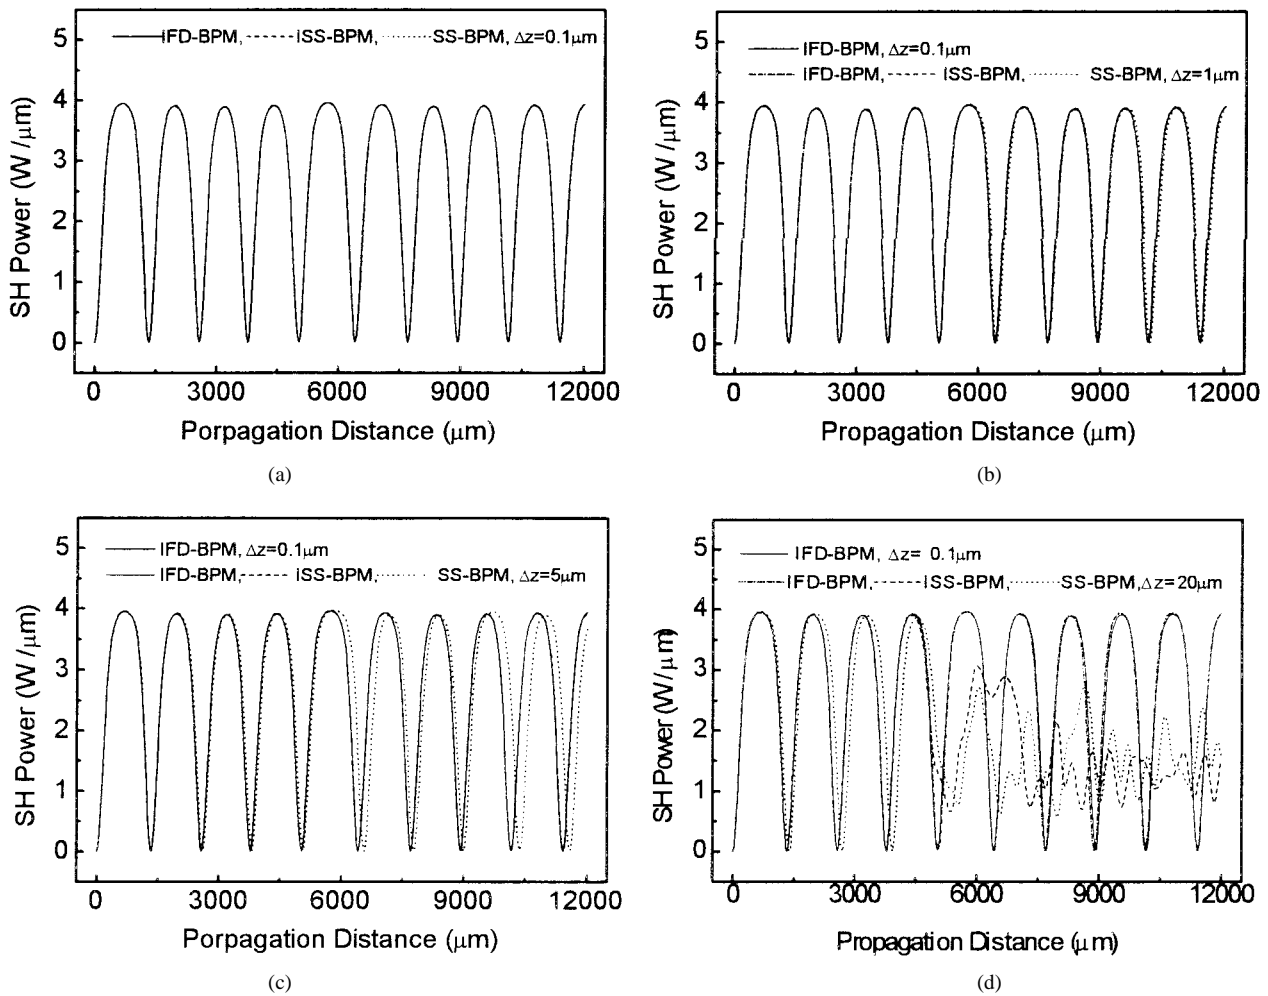 IFD-BPM, ISS-BPM, SS-BPM, Δz=0.1μm
5
4
3
2
1
0
SH Power (W/μm)
0 3000 6000 9000 12000
Porpagation Distance (μm)
(a)
IFD-BPM, Δz=0.1μm
IFD-BPM, ISS-BPM, SS-BPM, Δz=1μm
5
4
3
2
1
0
SH Power (W/μm)
0 3000 6000 9000 12000
Propagation Distance (μm)
(b)
IFD-BPM, Δz=0.1μm
IFD-BPM, ISS-BPM, SS-BPM, Δz=5μm
5
4
3
2
1
0
SH Power (W/μm)
0 3000 6000 9000 12000
Porpagation Distance (μm)
(c)
IFD-BPM, Δz= 0.1μm
IFD-BPM, ISS-BPM, SS-BPM, Δz=20μm
5
4
3
2
1
0
SH Power (W/μm)
0 3000 6000 9000 12000
Propagation Distance (μm)
(d)